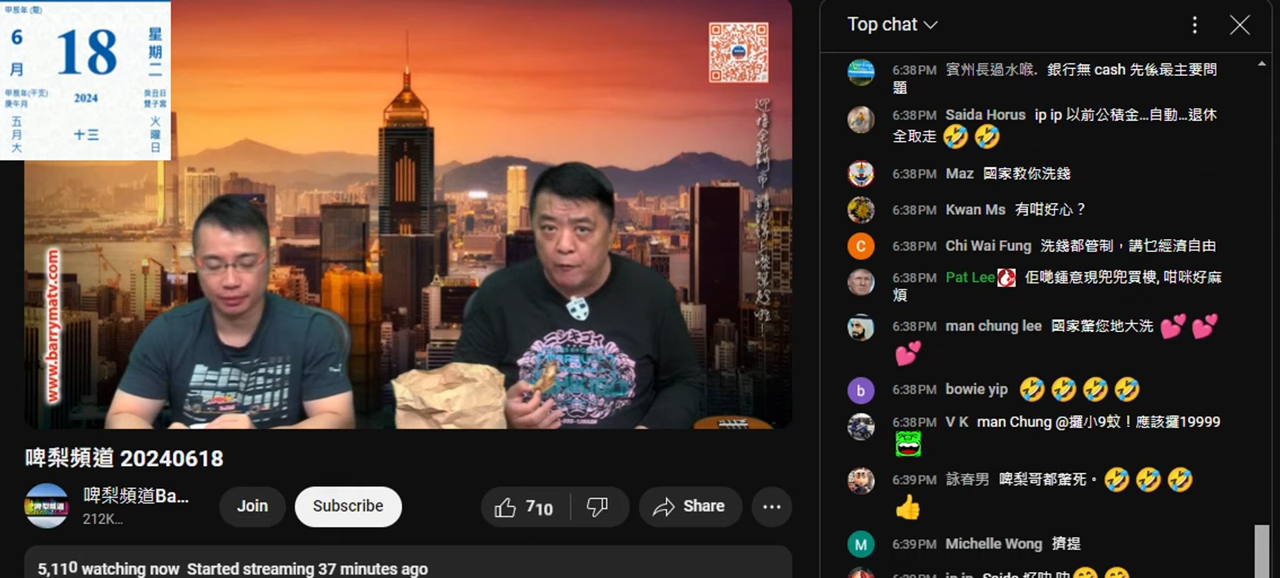 甲辰年(龍)
6
月
18
星期二
甲辰年(干支)
庚午月
2024
癸丑日
雙子宮
五月大
十三
火曜日
www.barrymatv.com
ニンキゴイ
啤梨頻道 20240618
啤梨頻道Ba...
212K...
Join
Subscribe
710
Share
5,110 watching now Started streaming 37 minutes ago
Top chat
6:38 PM 賓州長過水喉. 銀行無 cash 先係最主要問
題
6:38 PM Saida Horus ip ip 以前公積金...自動...退休
全取走 🤣 🤣
6:38 PM Maz 國家教你洗錢
6:38 PM Kwan Ms 有咁好心？
C
6:38 PM Chi Wai Fung 洗錢都管制，講乜經濟自由
6:38 PM Pat Lee 佢哋鍾意現兜兜買樓, 咁咪好麻
煩
6:38 PM man chung lee 國家驚您地大洗 💕 💕
💕
b
6:38 PM bowie yip 🤣 🤣 🤣 🤣
6:38 PM V K man Chung @攞小9蚊！應該攞19999
6:39 PM 詠春男 啤梨哥都驚死。🤣 🤣 🤣
👍
M
6:39 PM Michelle Wong 擠提